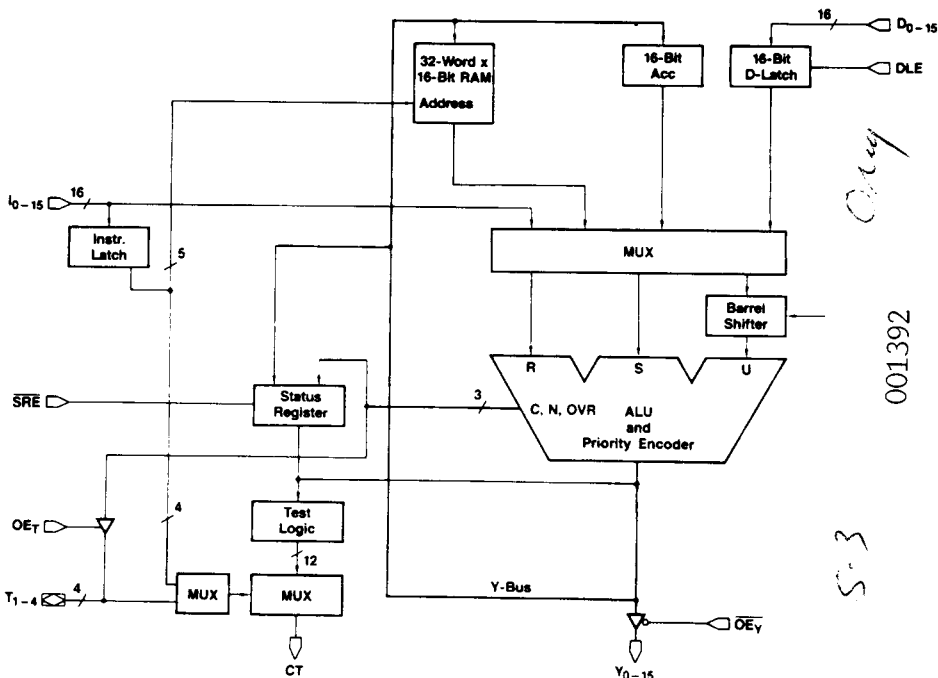 16
D0–15
32-Word x
16-Bit RAM
Address
16-Bit
Acc
16-Bit
D-Latch
DLE
I0–15
16
Instr.
Latch
5
MUX
Barrel
Shifter
001392
R
S
U
SRE
Status
Register
3
C, N, OVR
ALU
and
Priority Encoder
OET
4
Test
Logic
12
T1–4
4
MUX
MUX
Y-Bus
S-3
OEY
CT
Y0–15